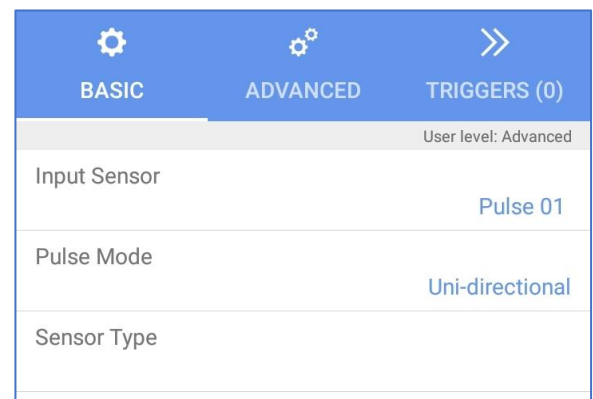 BASIC ADVANCED TRIGGERS (0)
User level: Advanced
Input Sensor
Pulse 01
Pulse Mode
Uni-directional
Sensor Type